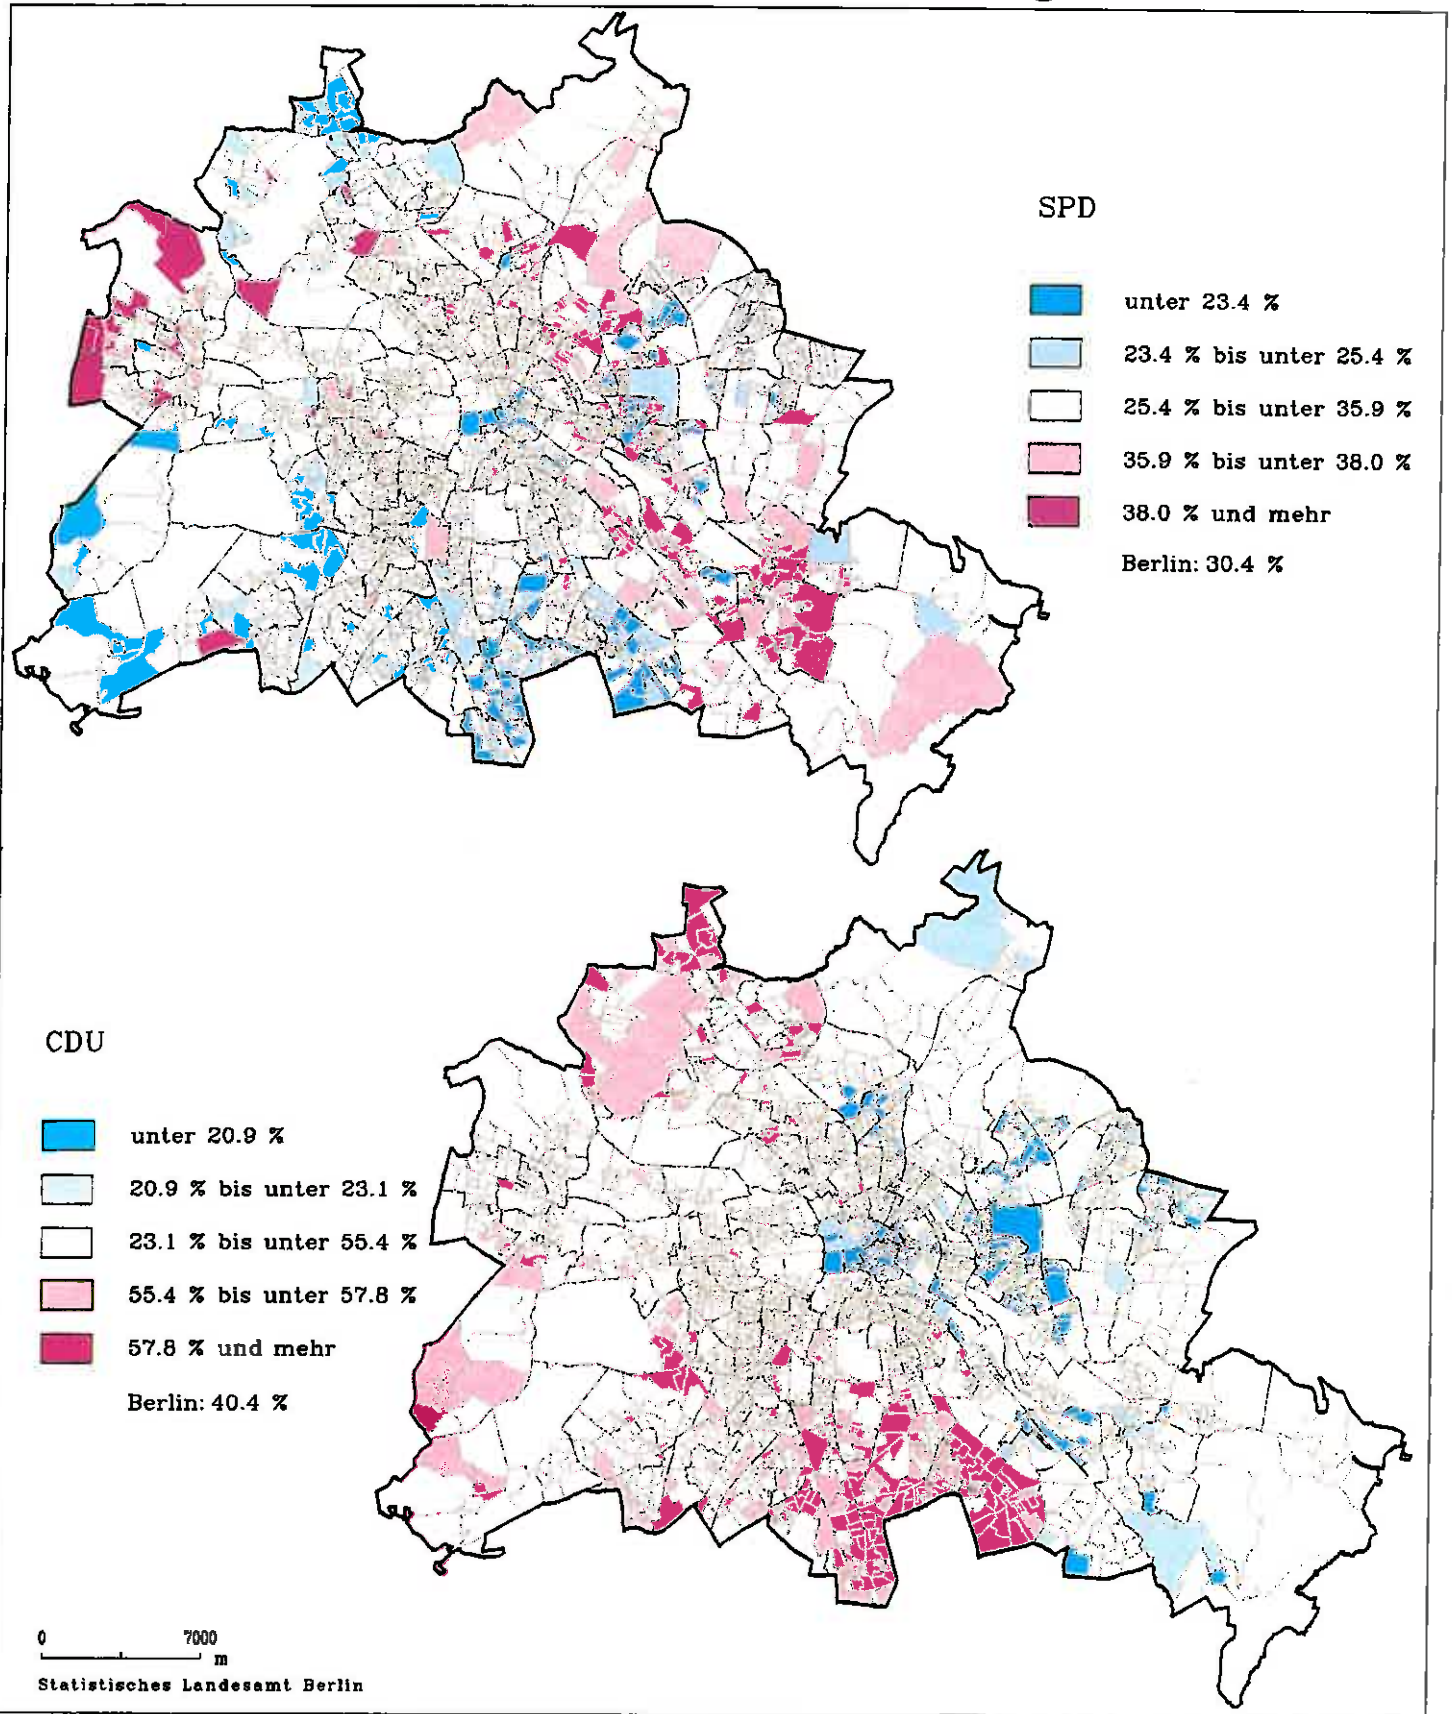 SPD
unter 23.4 %
23.4 % bis unter 25.4 %
25.4 % bis unter 35.9 %
35.9 % bis unter 38.0 %
38.0 % und mehr
Berlin: 30.4 %
CDU
unter 20.9 %
20.9 % bis unter 23.1 %
23.1 % bis unter 55.4 %
55.4 % bis unter 57.8 %
57.8 % und mehr
Berlin: 40.4 %
0 7000
m
Statistisches Landesamt Berlin